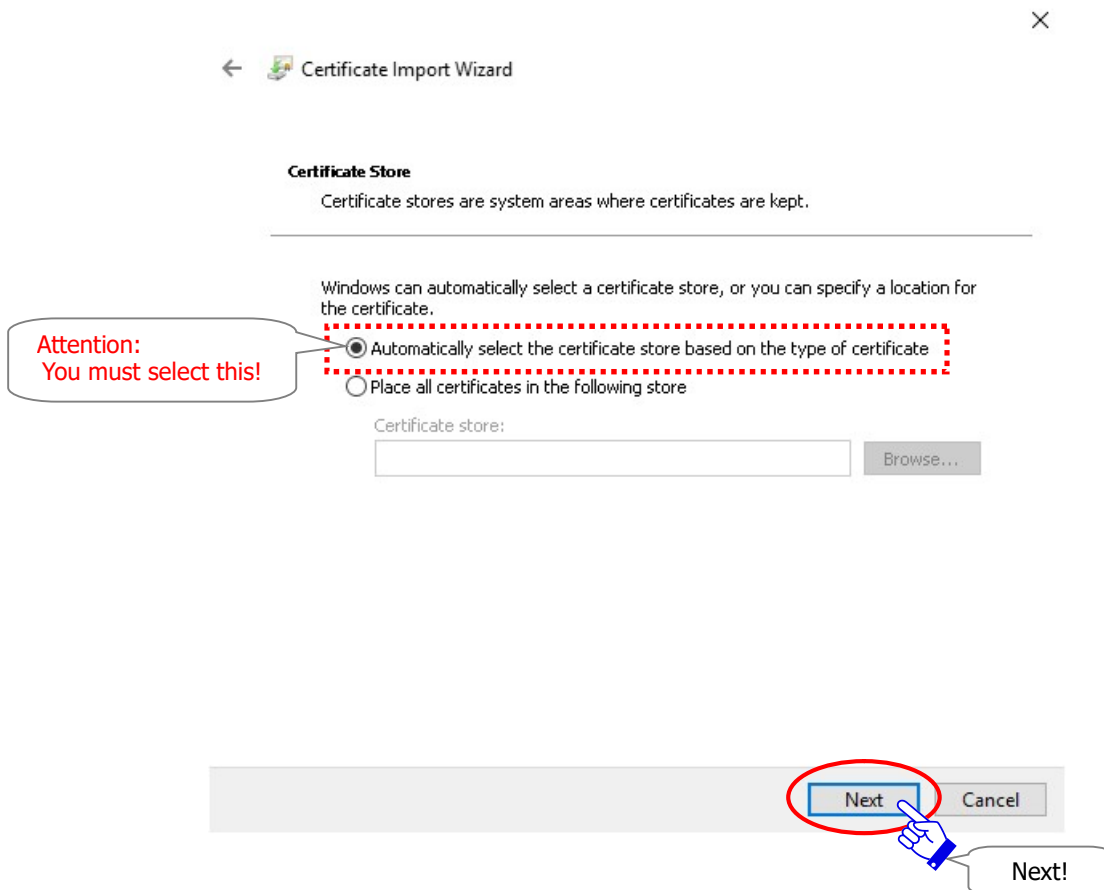 Certificate Import Wizard
Certificate Store
Certificate stores are system areas where certificates are kept.
Windows can automatically select a certificate store, or you can specify a location for
the certificate.
Attention:
You must select this!
Automatically select the certificate store based on the type of certificate
Place all certificates in the following store
Certificate store:
Browse...
Next
Cancel
Next!